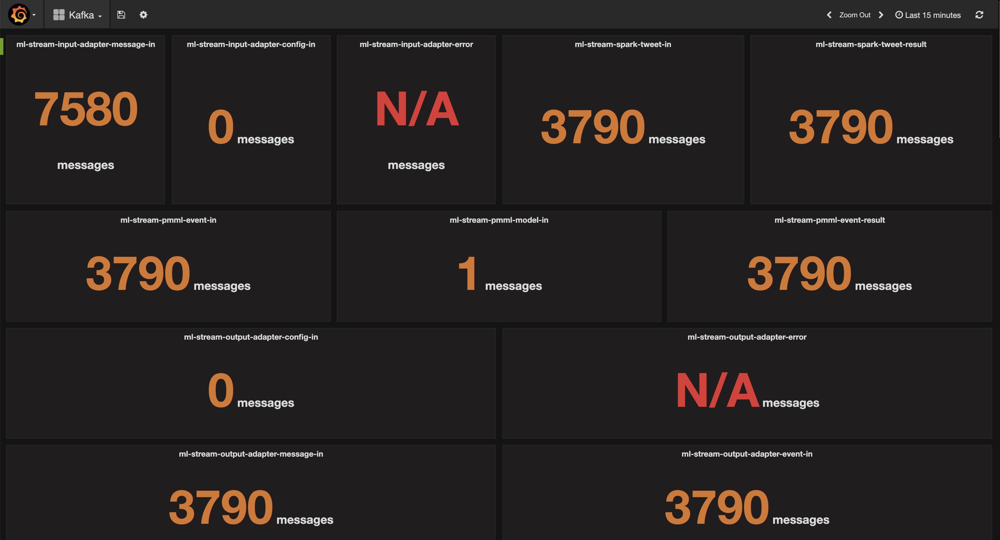 Kafka
Zoom Out
Last 15 minutes
ml-stream-input-adapter-message-in
7580
messages
ml-stream-input-adapter-config-in
0 messages
ml-stream-input-adapter-error
N/A
messages
ml-stream-spark-tweet-in
3790 messages
ml-stream-spark-tweet-result
3790 messages
ml-stream-pmml-event-in
3790 messages
ml-stream-pmml-model-in
1 messages
ml-stream-pmml-event-result
3790 messages
ml-stream-output-adapter-config-in
0 messages
ml-stream-output-adapter-error
N/A messages
ml-stream-output-adapter-message-in
3790 messages
ml-stream-output-adapter-event-in
3790 messages